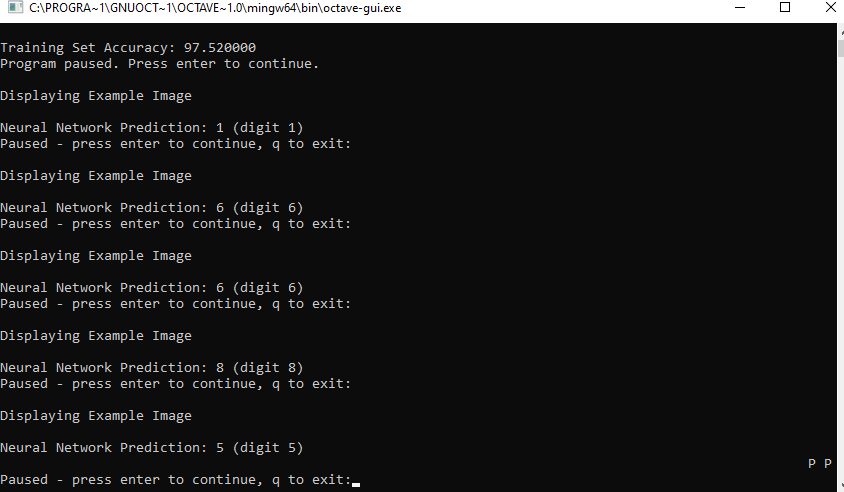 C:\PROGRA~1\GNUOCT~1\OCTAVE~1.0\mingw64\bin\octave-gui.exe
Training Set Accuracy: 97.520000
Program paused. Press enter to continue.
Displaying Example Image
Neural Network Prediction: 1 (digit 1)
Paused - press enter to continue, q to exit:
Displaying Example Image
Neural Network Prediction: 6 (digit 6)
Paused - press enter to continue, q to exit:
Displaying Example Image
Neural Network Prediction: 6 (digit 6)
Paused - press enter to continue, q to exit:
Displaying Example Image
Neural Network Prediction: 8 (digit 8)
Paused - press enter to continue, q to exit:
Displaying Example Image
Neural Network Prediction: 5 (digit 5)
P P
Paused - press enter to continue, q to exit: